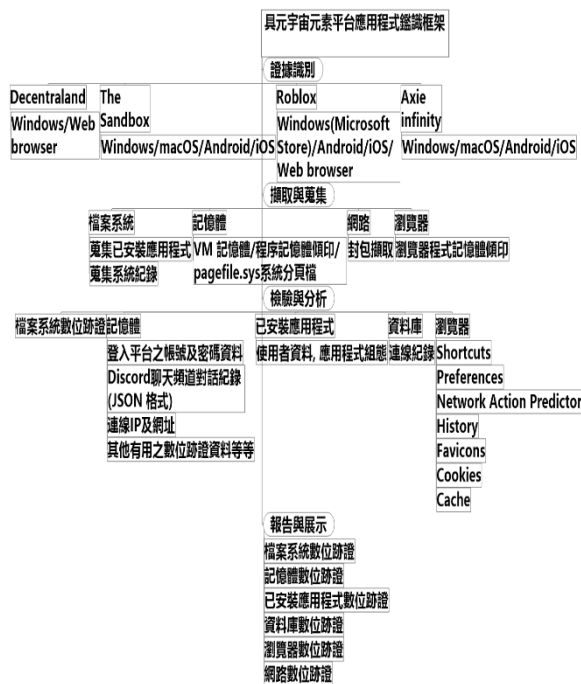 具元宇宙元素平台應用程式鑑識框架
證據識別
Decentraland
Windows/Web
browser
The
Sandbox
Windows/macOS/Android/iOS
Roblox
Windows(Microsoft
Store)/Android/iOS/
Web browser
Axie
infinity
Windows/macOS/Android/iOS
擷取與蒐集
檔案系統
蒐集已安裝應用程式
蒐集系統紀錄
記憶體
VM 記憶體/程序記憶體傾印/
pagefile.sys系統分頁檔
網路
封包擷取
瀏覽器
瀏覽器程式記憶體傾印
檢驗與分析
檔案系統數位跡證
記憶體
登入平台之帳號及密碼資料
Discord聊天頻道對話紀錄
(JSON 格式)
連線IP及網址
其他有用之數位跡證資料等等
已安裝應用程式
使用者資料, 應用程式組態
資料庫
連線紀錄
瀏覽器
Shortcuts
Preferences
Network Action Predictor
History
Favicons
Cookies
Cache
報告與展示
檔案系統數位跡證
記憶體數位跡證
已安裝應用程式數位跡證
資料庫數位跡證
瀏覽器數位跡證
網路數位跡證